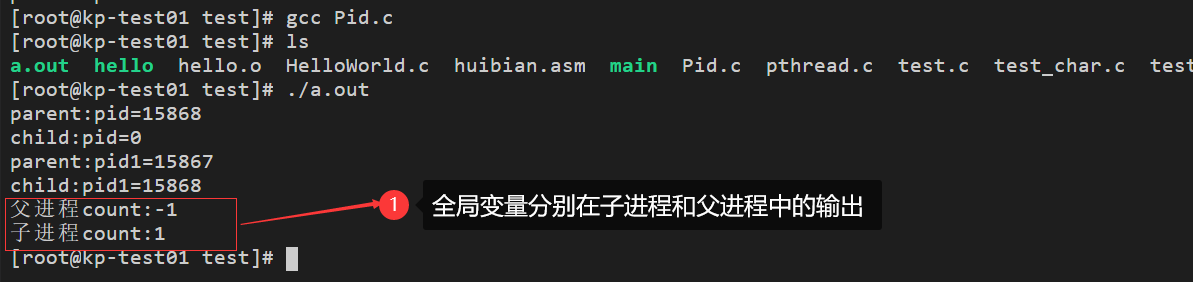 [root@kp-test01 test]# gcc Pid.c
[root@kp-test01 test]# ls
a.out hello hello.o HelloWorld.c huibian.asm main Pid.c pthread.c test.c test_char.c test
[root@kp-test01 test]# ./a.out
parent:pid=15868
child:pid=0
parent:pid1=15867
child:pid1=15868
父进程count:-1
1 全局变量分别在子进程和父进程中的输出
子进程count:1
[root@kp-test01 test]#